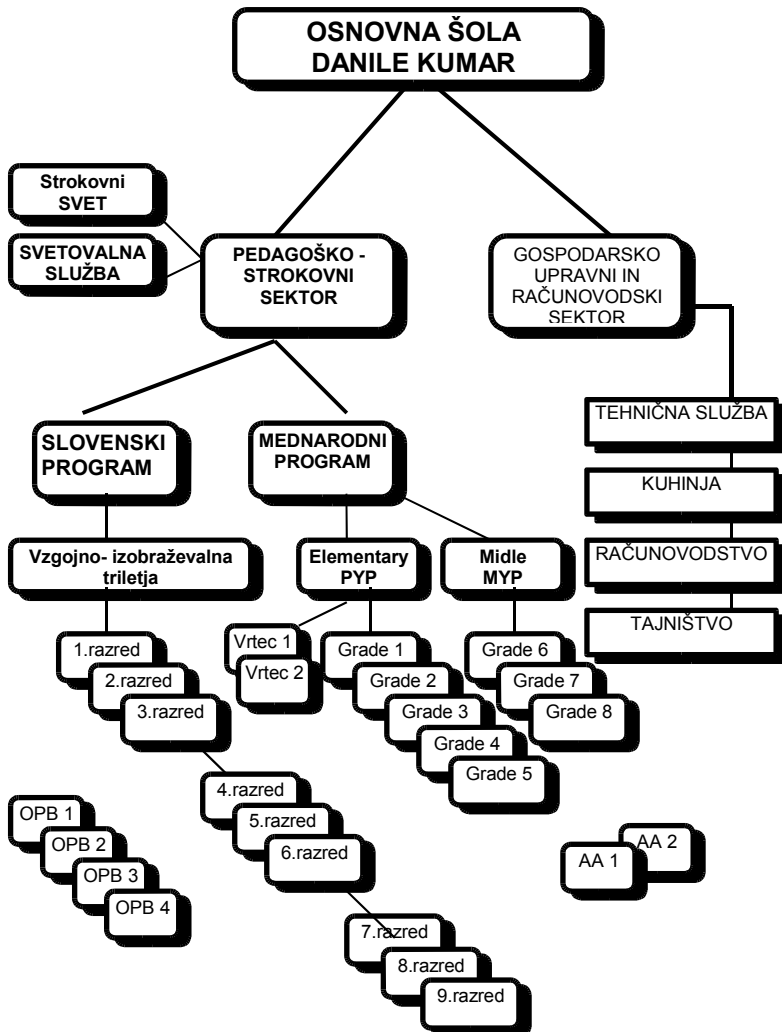 OSNOVNA ŠOLA
DANILE KUMAR
Strokovni
SVET
SVETOVALNA
SLUŽBA
PEDAGOŠKO -
STROKOVNI
SEKTOR
GOSPODARSKO
UPRAVNI IN
RAČUNOVODSKI
SEKTOR
SLOVENSKI
PROGRAM
MEDNARODNI
PROGRAM
TEHNIČNA SLUŽBA
KUHINJA
RAČUNOVODSTVO
TAJNIŠTVO
Vzgojno- izobraževalna
triletja
Elementary
PYP
Midle
MYP
1.razred
2.razred
3.razred
Vrtec 1
Vrtec 2
Grade 1
Grade 2
Grade 3
Grade 4
Grade 5
Grade 6
Grade 7
Grade 8
4.razred
5.razred
6.razred
OPB 1
OPB 2
OPB 3
OPB 4
AA 1
AA 2
7.razred
8.razred
9.razred